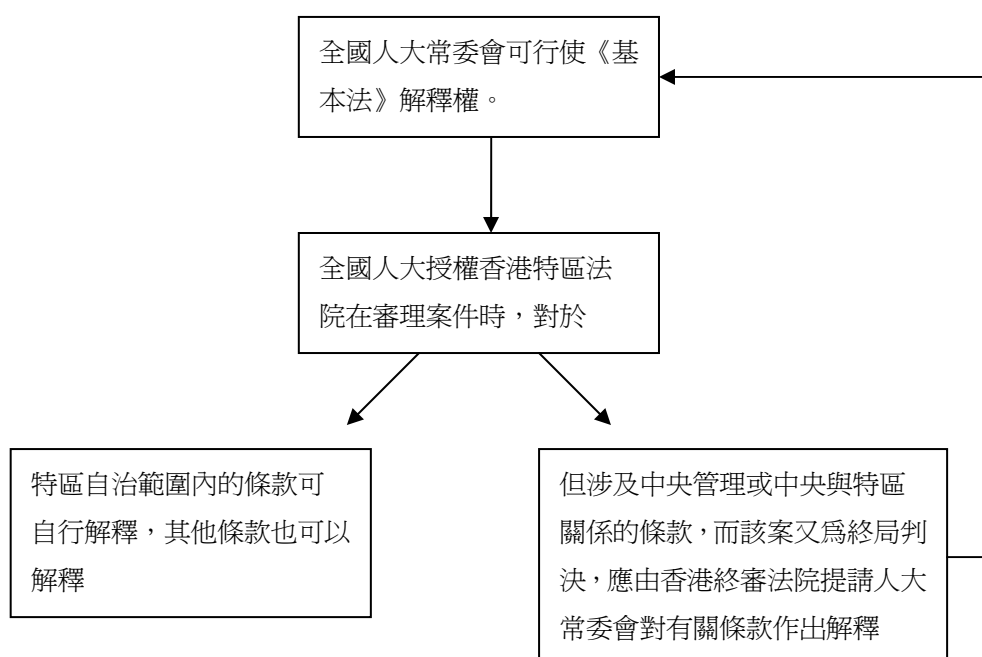 全國人大常委會可行使《基
本法》解釋權。
全國人大授權香港特區法
院在審理案件時，對於
特區自治範圍內的條款可
自行解釋，其他條款也可以
解釋
但涉及中央管理或中央與特區
關係的條款，而該案又爲終局判
決，應由香港終審法院提請人大
常委會對有關條款作出解釋